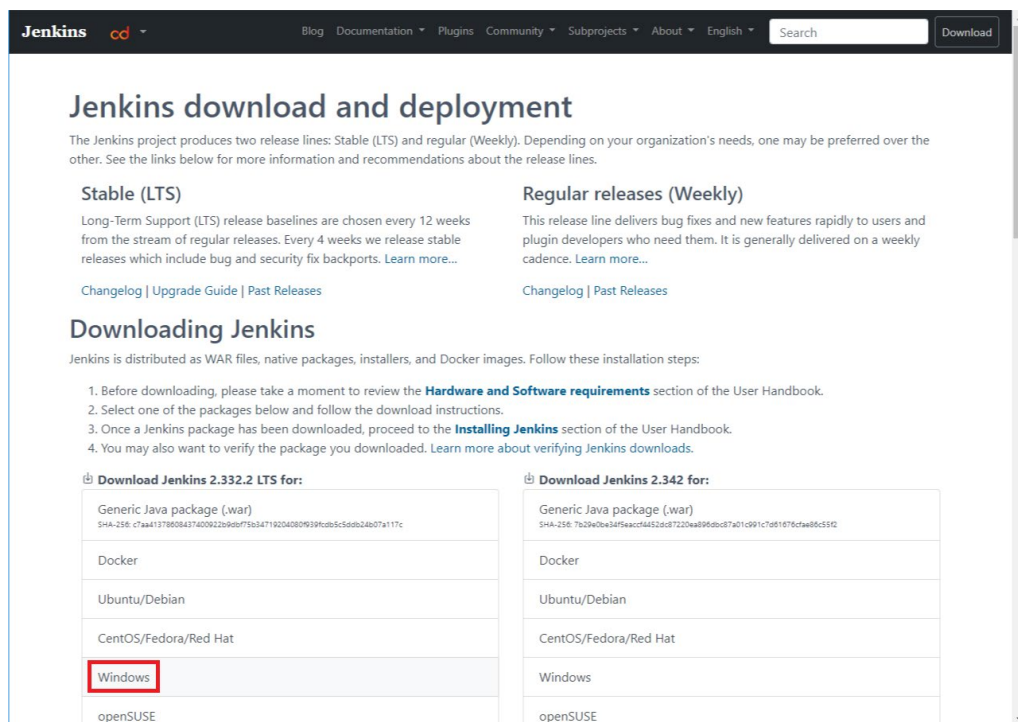 Jenkins cd Blog Documentation Plugins Community Subprojects About English Search Download
Jenkins download and deployment
The Jenkins project produces two release lines: Stable (LTS) and regular (Weekly). Depending on your organization's needs, one may be preferred over the
other. See the links below for more information and recommendations about the release lines.
Stable (LTS)
Long-Term Support (LTS) release baselines are chosen every 12 weeks
from the stream of regular releases. Every 4 weeks we release stable
releases which include bug and security fix backports. Learn more...
Changelog | Upgrade Guide | Past Releases
Regular releases (Weekly)
This release line delivers bug fixes and new features rapidly to users and
plugin developers who need them. It is generally delivered on a weekly
cadence. Learn more...
Changelog | Past Releases
Downloading Jenkins
Jenkins is distributed as WAR files, native packages, installers, and Docker images. Follow these installation steps:
1. Before downloading, please take a moment to review the Hardware and Software requirements section of the User Handbook.
2. Select one of the packages below and follow the download instructions.
3. Once a Jenkins package has been downloaded, proceed to the Installing Jenkins section of the User Handbook.
4. You may also want to verify the package you downloaded. Learn more about verifying Jenkins downloads.
Download Jenkins 2.332.2 LTS for:
Generic Java package (.war)
SHA-256:
Docker
Ubuntu/Debian
CentOS/Fedora/Red Hat
Windows
openSUSE
Download Jenkins 2.342 for:
Generic Java package (.war)
SHA-256:
Docker
Ubuntu/Debian
CentOS/Fedora/Red Hat
Windows
openSUSE